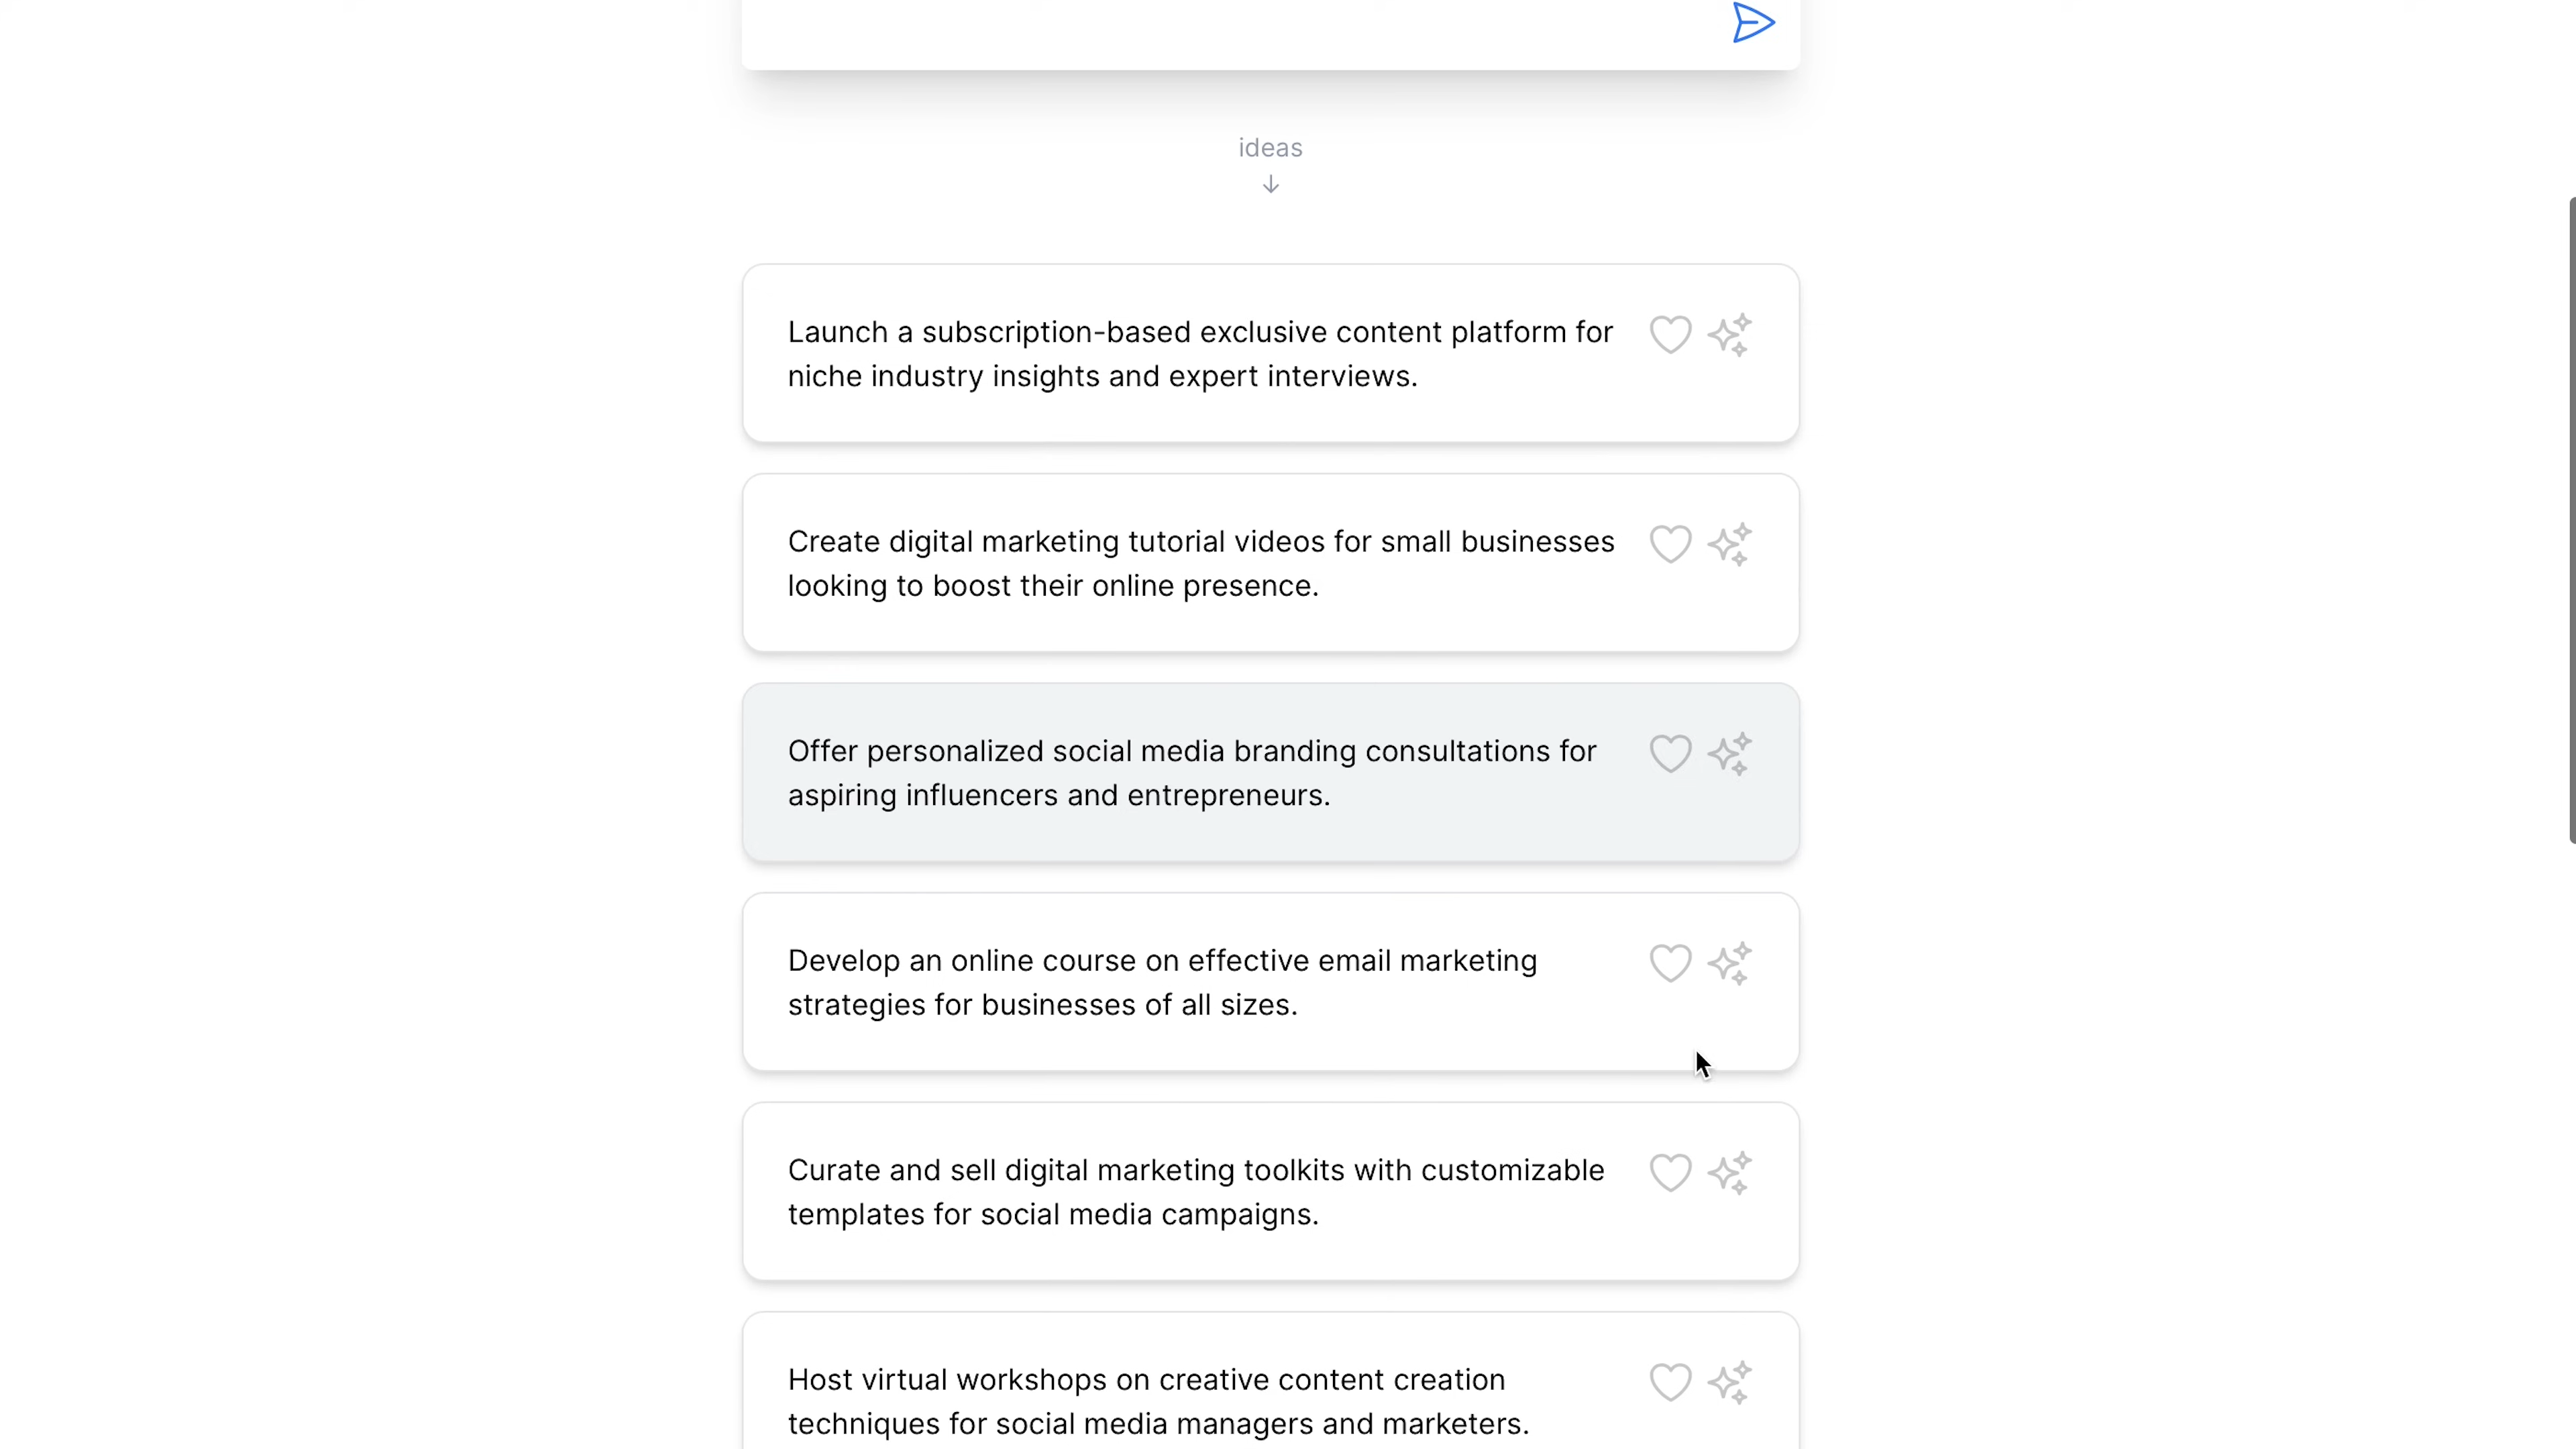 ideas
Launch a subscription-based exclusive content platform for
niche industry insights and expert interviews.
Create digital marketing tutorial videos for small businesses
looking to boost their online presence.
Offer personalized social media branding consultations for
aspiring influencers and entrepreneurs.
Develop an online course on effective email marketing
strategies for businesses of all sizes.
Curate and sell digital marketing toolkits with customizable
templates for social media campaigns.
Host virtual workshops on creative content creation
techniques for social media managers and marketers.